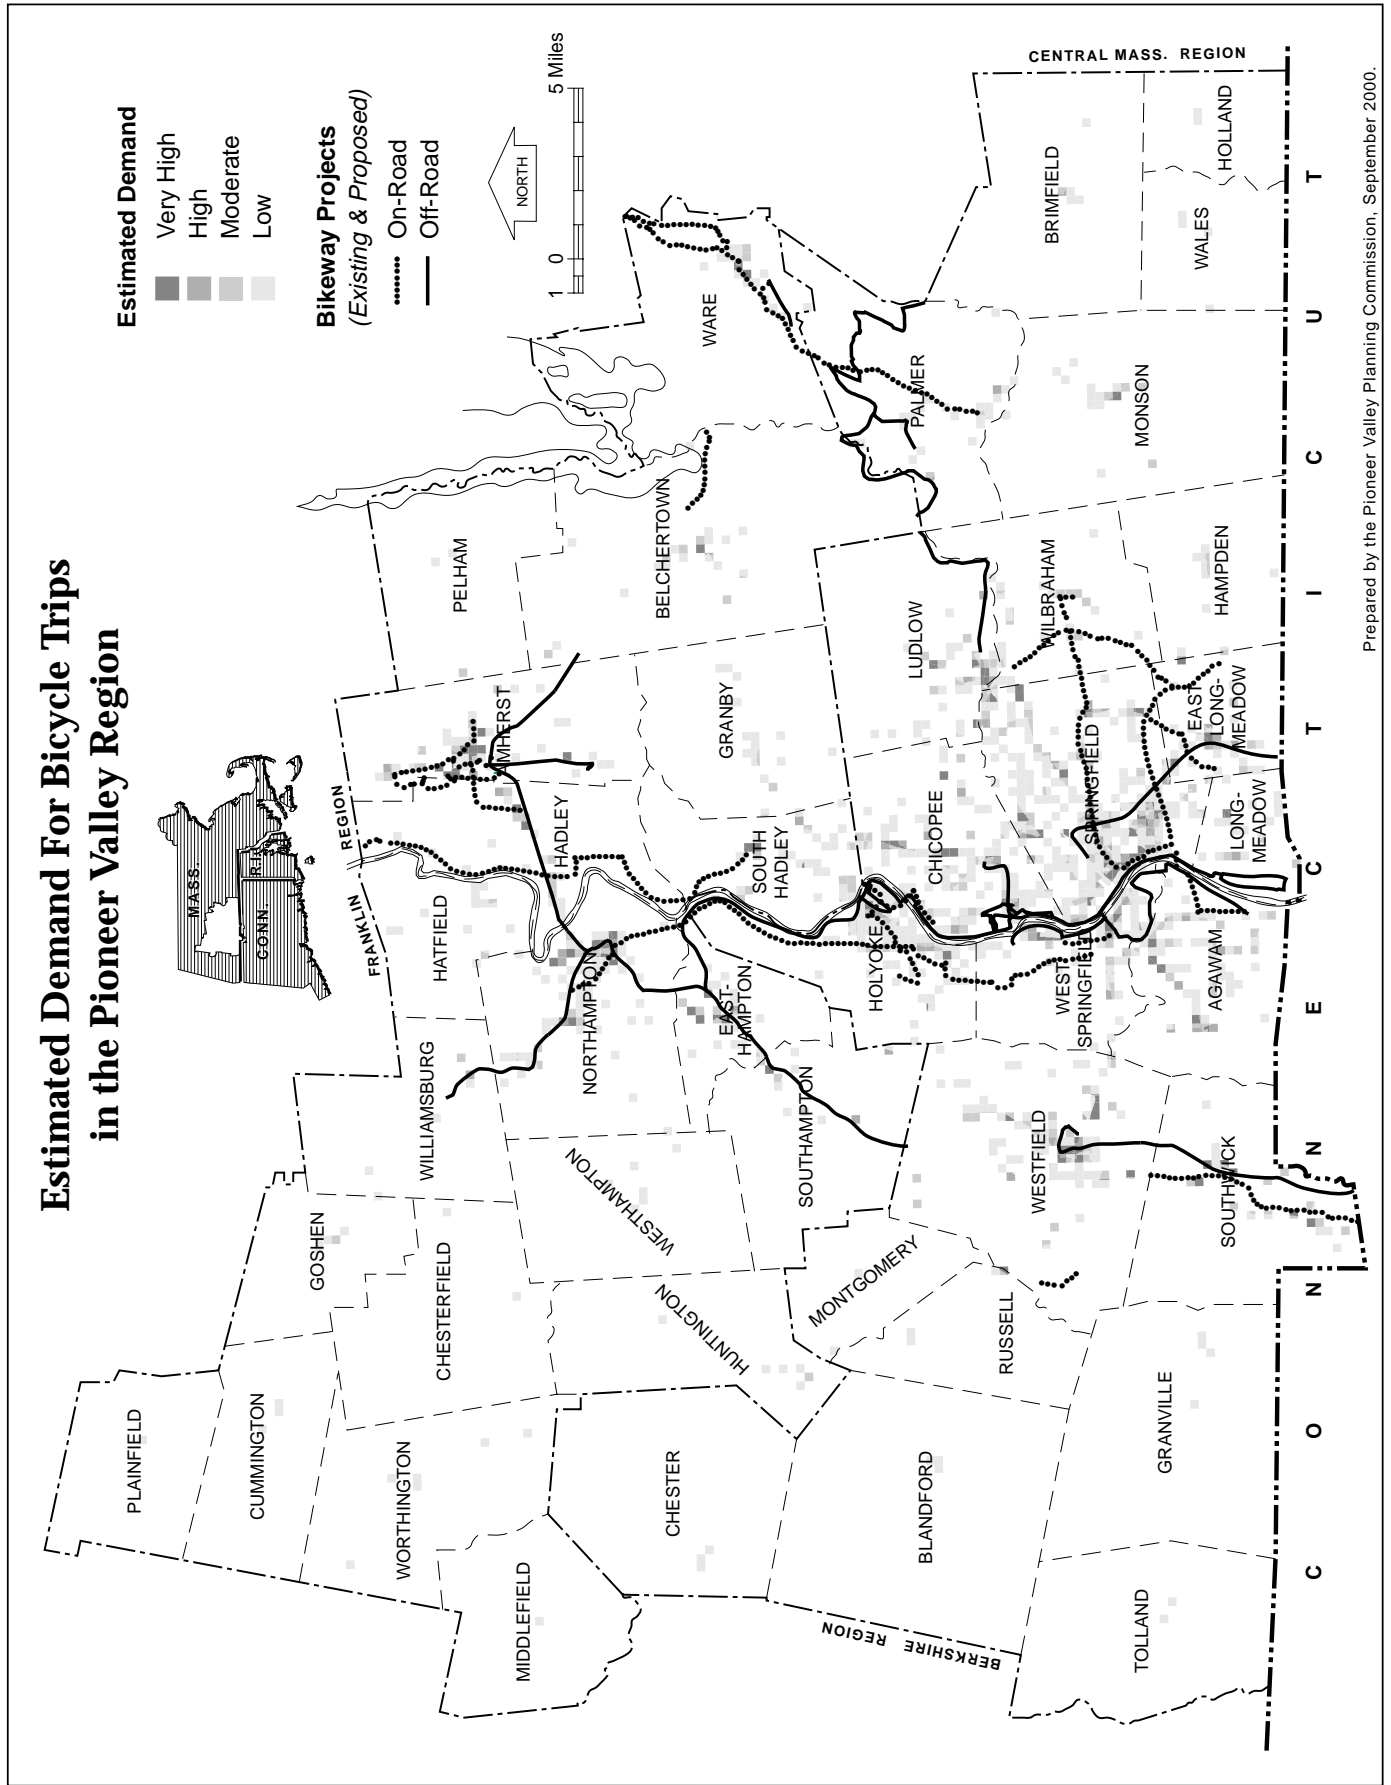 Estimated Demand For Bicycle Trips
in the Pioneer Valley Region
MASS.
CONN.
R.I.
Estimated Demand
Very High
High
Moderate
Low
Bikeway Projects
(Existing & Proposed)
On-Road
Off-Road
NORTH
1 0 5 Miles
FRANKLIN REGION
CENTRAL MASS. REGION
BERKSHIRE REGION
PLAINFIELD
CUMMINGTON
GOSHEN
WORTHINGTON
CHESTERFIELD
WILLIAMSBURG
HATFIELD
PELHAM
MIDDLEFIELD
AMHERST
HADLEY
NORTHAMPTON
WESTHAMPTON
HUNTINGTON
CHESTER
EAST-
HAMPTON
SOUTHAMPTON
SOUTH
HADLEY
GRANBY
BELCHERTOWN
WARE
MONTGOMERY
BLANDFORD
RUSSELL
WESTFIELD
HOLYOKE
CHICOPEE
LUDLOW
PALMER
WEST
SPRINGFIELD
SPRINGFIELD
WILBRAHAM
MONSON
BRIMFIELD
TOLLAND
GRANVILLE
SOUTHWICK
AGAWAM
LONG-
MEADOW
EAST
LONG-
MEADOW
HAMPDEN
WALES
HOLLAND
C O N N E C T I C U T
Prepared by the Pioneer Valley Planning Commission, September 2000.